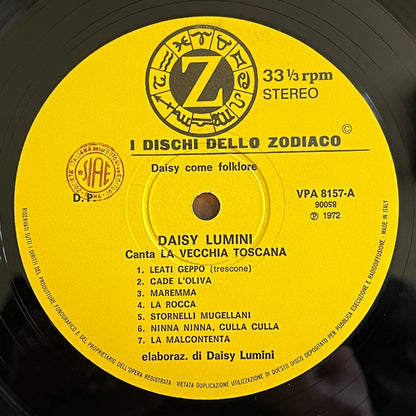 Z
33 ⅓ rpm
STEREO
I DISCHI DELLO ZODIACO ©
Daisy come folklore
SIAE
D. P.
VPA 8157-A
90058
Ⓟ 1972
DAISY LUMINI
Canta LA VECCHIA TOSCANA
1. LEATI GEPPO (trescone)
2. CADE L'OLIVA
3. MAREMMA
4. LA ROCCA
5. STORNELLI MUGELLANI
6. NINNA NINNA, CULLA CULLA
7. LA MALCONTENTA
elaboraz. di Daisy Lumini
RISERVATI TUTTI I DIRITTI DEL PRODUTTORE FONOGRAFICO E DEL PROPRIETARIO DELL'OPERA REGISTRATA - VIETATA DUPLICAZIONE UTILIZZAZIONE DI QUESTO DISCO DEPOSITATO PER PUBBLICA ESECUZIONE E RADIODIFFUSIONE. - MADE IN ITALY